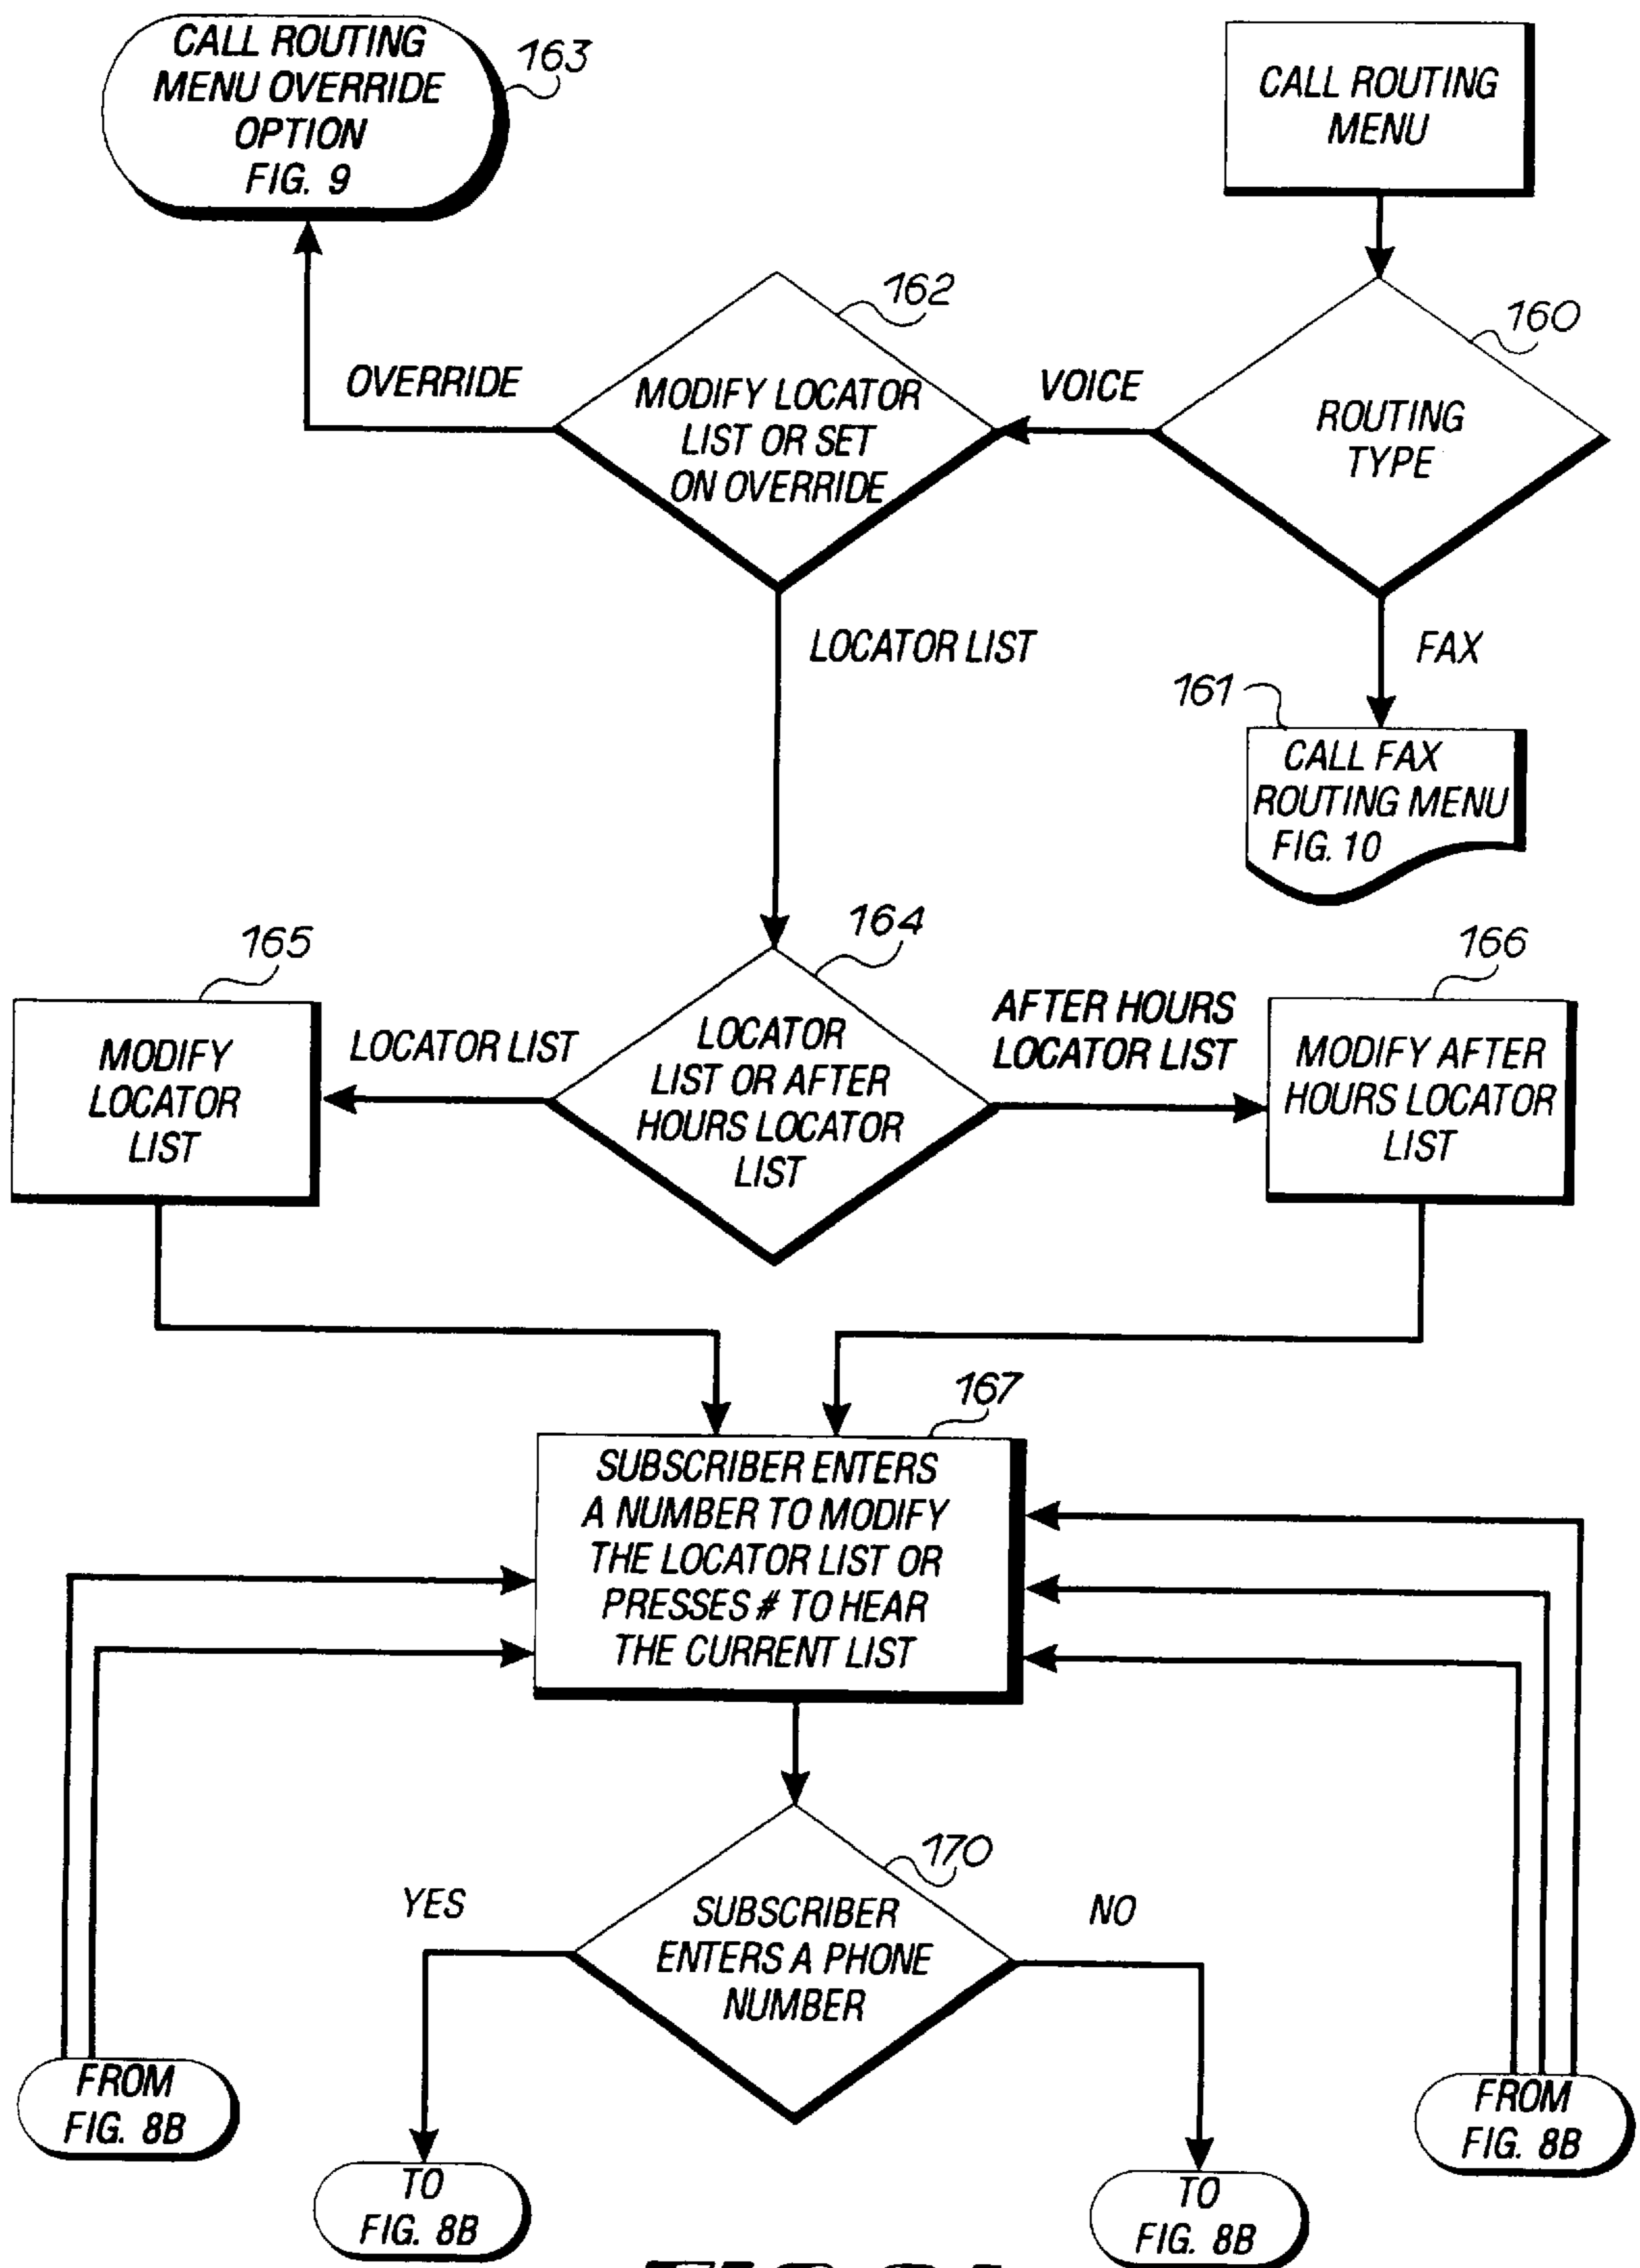 CALL ROUTING
MENU OVERRIDE
OPTION
FIG. 9
163
CALL ROUTING
MENU
162
160
OVERRIDE
MODIFY LOCATOR
LIST OR SET
ON OVERRIDE
VOICE
ROUTING
TYPE
LOCATOR LIST
FAX
161
CALL FAX
ROUTING MENU
FIG. 10
165
164
166
MODIFY
LOCATOR
LIST
LOCATOR LIST
LOCATOR
LIST OR AFTER
HOURS LOCATOR
LIST
AFTER HOURS
LOCATOR LIST
MODIFY AFTER
HOURS LOCATOR
LIST
167
SUBSCRIBER ENTERS
A NUMBER TO MODIFY
THE LOCATOR LIST OR
PRESSES # TO HEAR
THE CURRENT LIST
170
YES
SUBSCRIBER
ENTERS A PHONE
NUMBER
NO
FROM
FIG. 8B
TO
FIG. 8B
TO
FIG. 8B
FROM
FIG. 8B